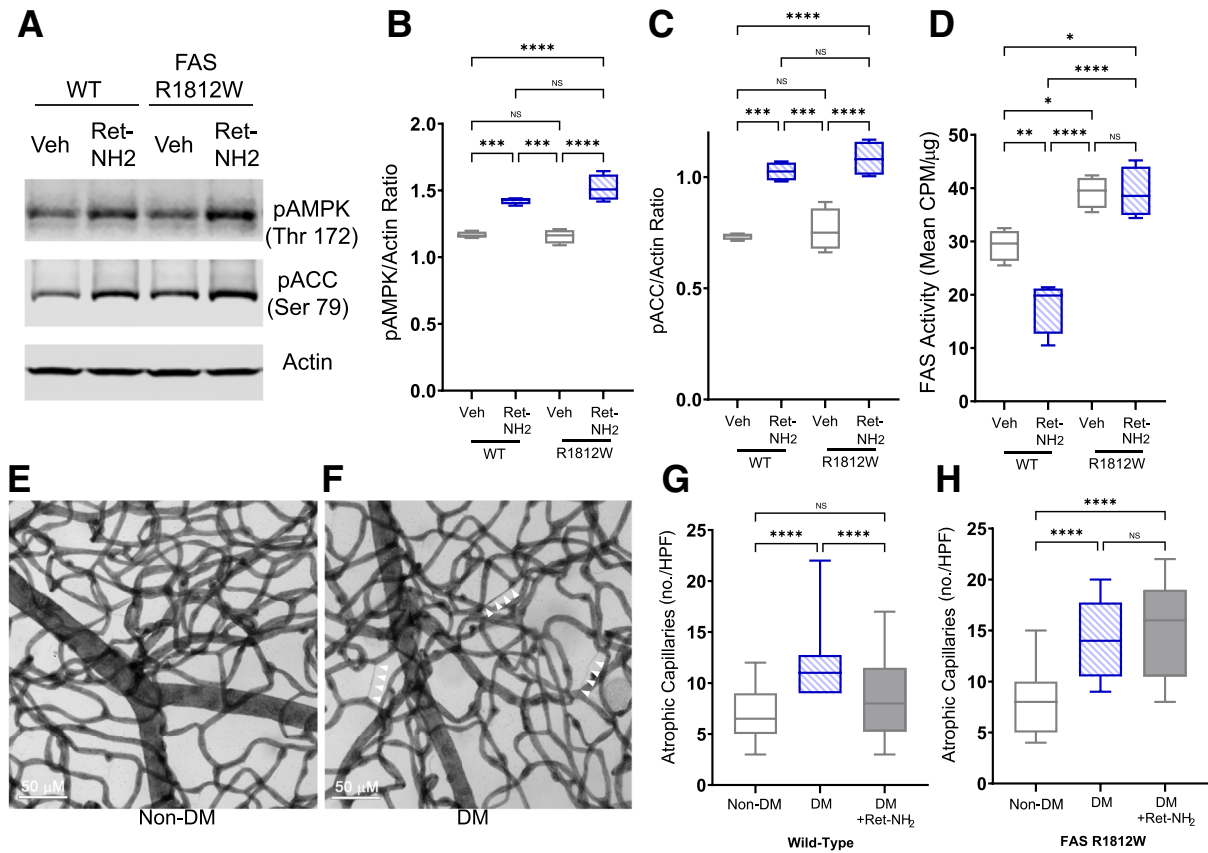 A
WT
FAS
R1812W
Veh
Ret-
NH2
Veh
Ret-
NH2
pAMPK
(Thr 172)
pACC
(Ser 79)
Actin
B
****
NS
NS
***
***
****
pAMPK/Actin Ratio
2.0
1.5
1.0
0.5
0.0
Veh
Ret-
NH2
Veh
Ret-
NH2
WT
R1812W
C
****
NS
NS
***
***
****
pACC/Actin Ratio
1.0
0.5
0.0
Veh
Ret-
NH2
Veh
Ret-
NH2
WT
R1812W
D
*
****
*
**
****
NS
FAS Activity (Mean CPM/µg)
50
40
30
20
10
0
Veh
Ret-
NH2
Veh
Ret-
NH2
WT
R1812W
E
50 µM
Non-DM
F
50 µM
DM
G
NS
****
****
Atrophic Capillaries (no./HPF)
25
20
15
10
5
0
Non-DM
DM
DM
+Ret-NH2
Wild-Type
H
****
****
NS
Atrophic Capillaries (no./HPF)
25
20
15
10
5
0
Non-DM
DM
DM
+Ret-NH2
FAS R1812W